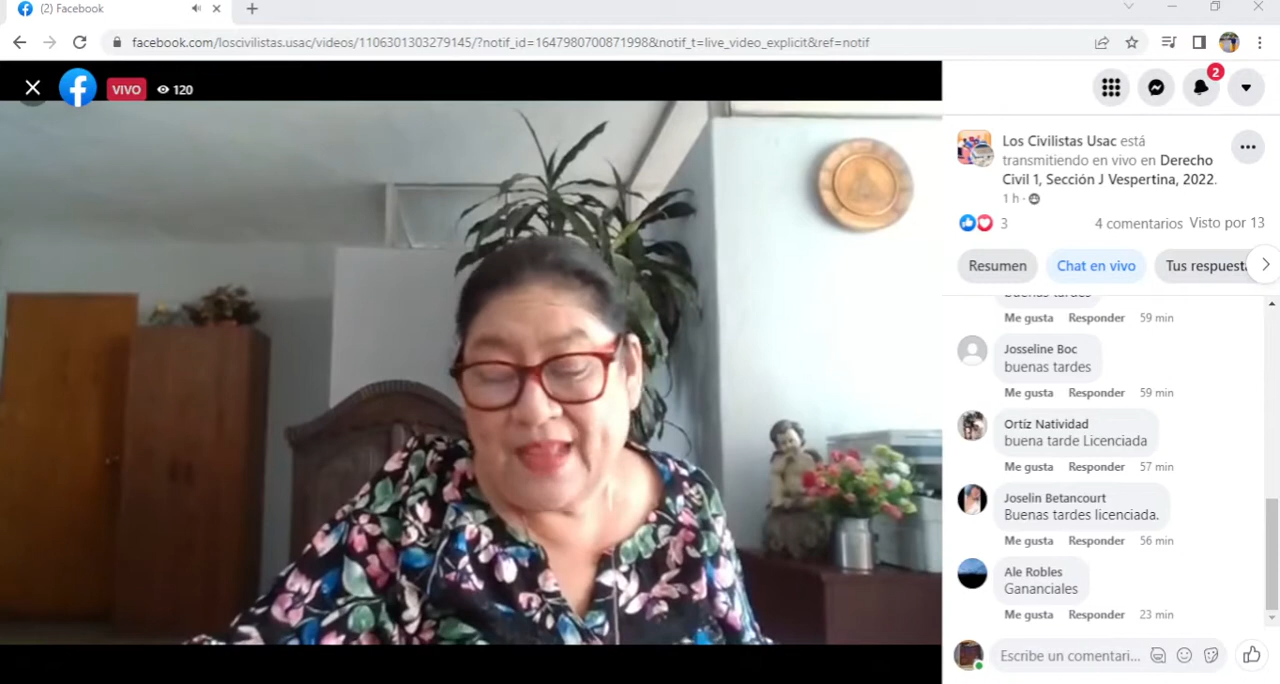 (2) Facebook
facebook.com/loscivilistas.usac/videos/1106301303279145/?notif_id=1647980700871998&notif_t=live_video_explicit&ref=notif
VIVO 120
2
Los Civilistas Usac está
transmitiendo en vivo en Derecho
Civil 1, Sección J Vespertina, 2022.
1 h ·
3 4 comentarios Visto por 13
Resumen Chat en vivo Tus respuest
buenas tardes
Me gusta Responder 59 min
Josseline Boc
buenas tardes
Me gusta Responder 59 min
Ortíz Natividad
buena tarde Licenciada
Me gusta Responder 57 min
Joselin Betancourt
Buenas tardes licenciada.
Me gusta Responder 56 min
Ale Robles
Gananciales
Me gusta Responder 23 min
Escribe un comentari...